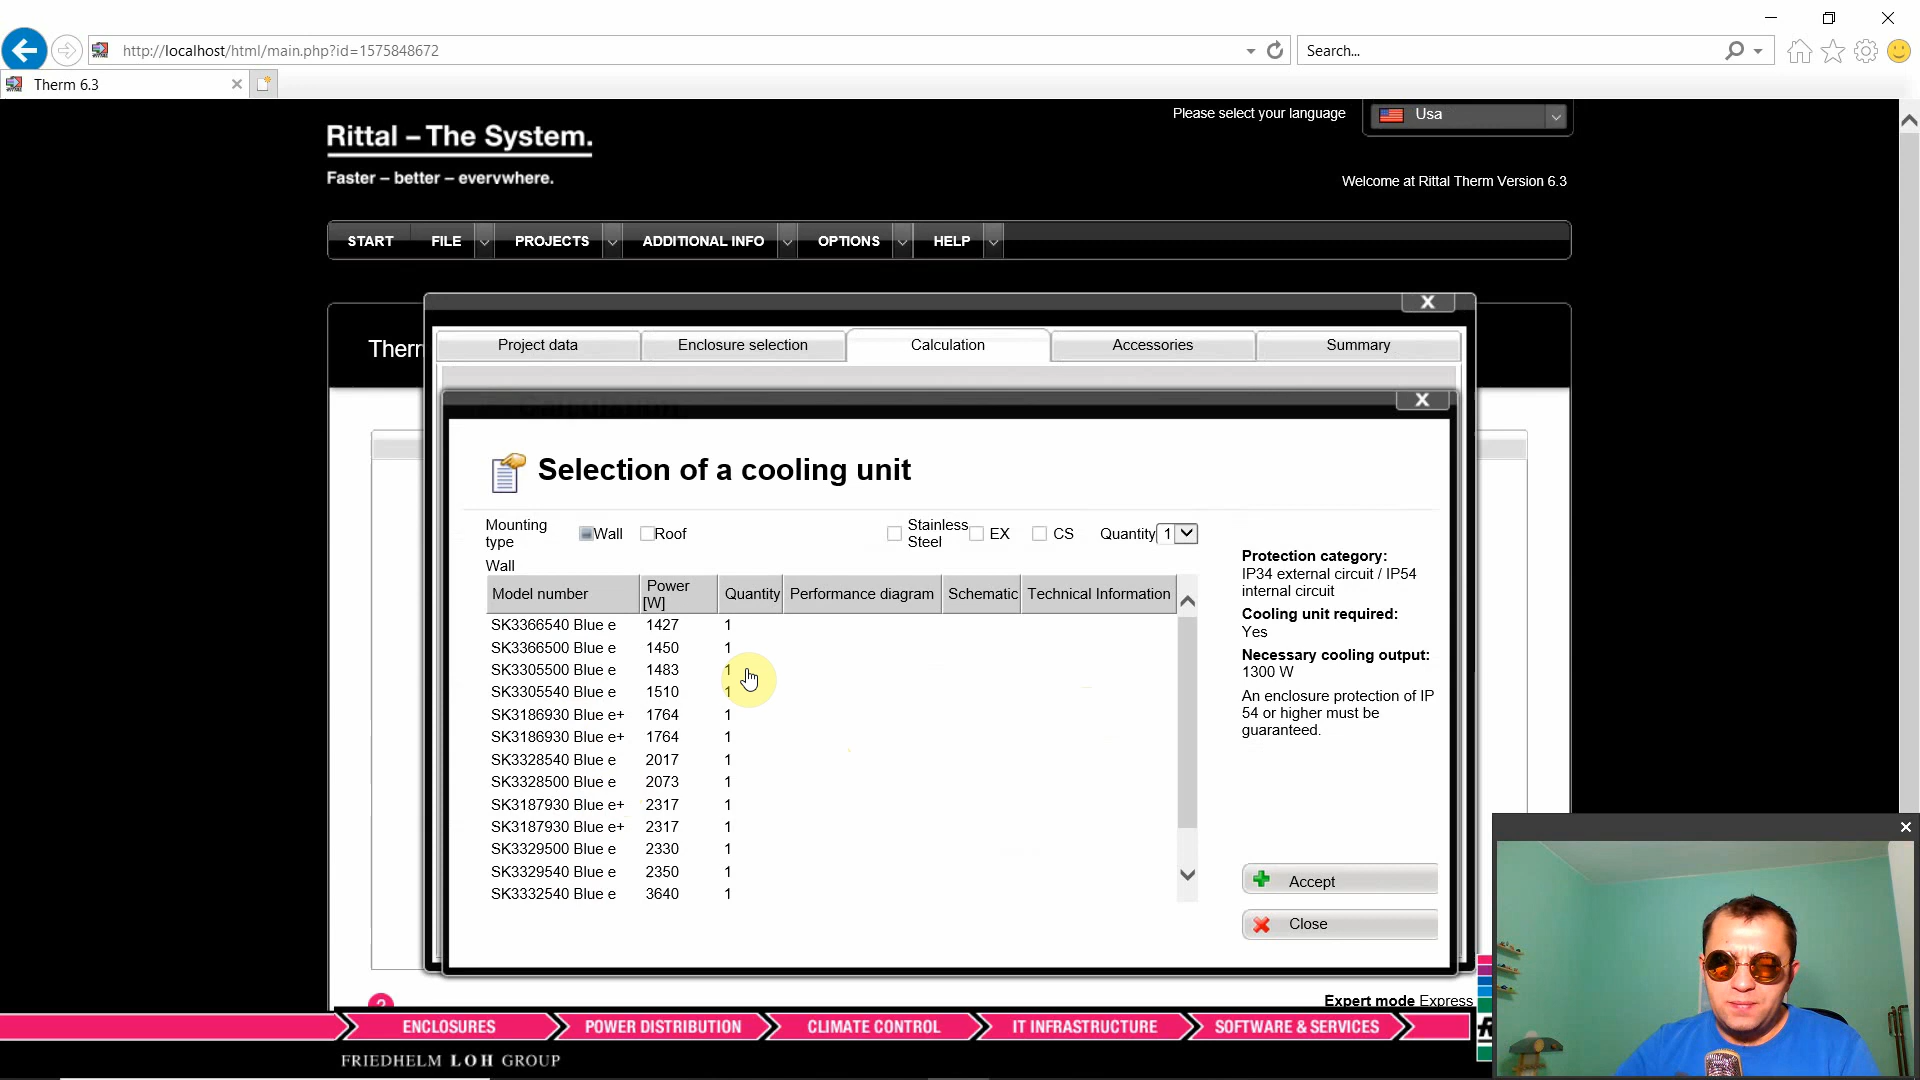 http://localhost/html/main.php?id=1575848672
Search...
Therm 6.3
Please select your language
Usa
Rittal – The System.
Faster – better – everywhere.
Welcome at Rittal Therm Version 6.3
START FILE PROJECTS ADDITIONAL INFO OPTIONS HELP
X
Project data Enclosure selection Calculation Accessories Summary
Calculation
X
Selection of a cooling unit
Mounting type Wall Roof Stainless Steel EX CS Quantity 1
Wall
Model number Power [W] Quantity Performance diagram Schematic Technical Information
SK3366540 Blue e 1427 1
SK3366500 Blue e 1450 1
SK3305500 Blue e 1483 1
SK3305540 Blue e 1510 1
SK3186930 Blue e+ 1764 1
SK3186930 Blue e+ 1764 1
SK3328540 Blue e 2017 1
SK3328500 Blue e 2073 1
SK3187930 Blue e+ 2317 1
SK3187930 Blue e+ 2317 1
SK3329500 Blue e 2330 1
SK3329540 Blue e 2350 1
SK3332540 Blue e 3640 1
Protection category:
IP34 external circuit / IP54
internal circuit
Cooling unit required:
Yes
Necessary cooling output:
1300 W
An enclosure protection of IP
54 or higher must be
guaranteed.
Accept
Close
Expert mode Express
ENCLOSURES POWER DISTRIBUTION CLIMATE CONTROL IT INFRASTRUCTURE SOFTWARE & SERVICES
FRIEDHELM LOH GROUP